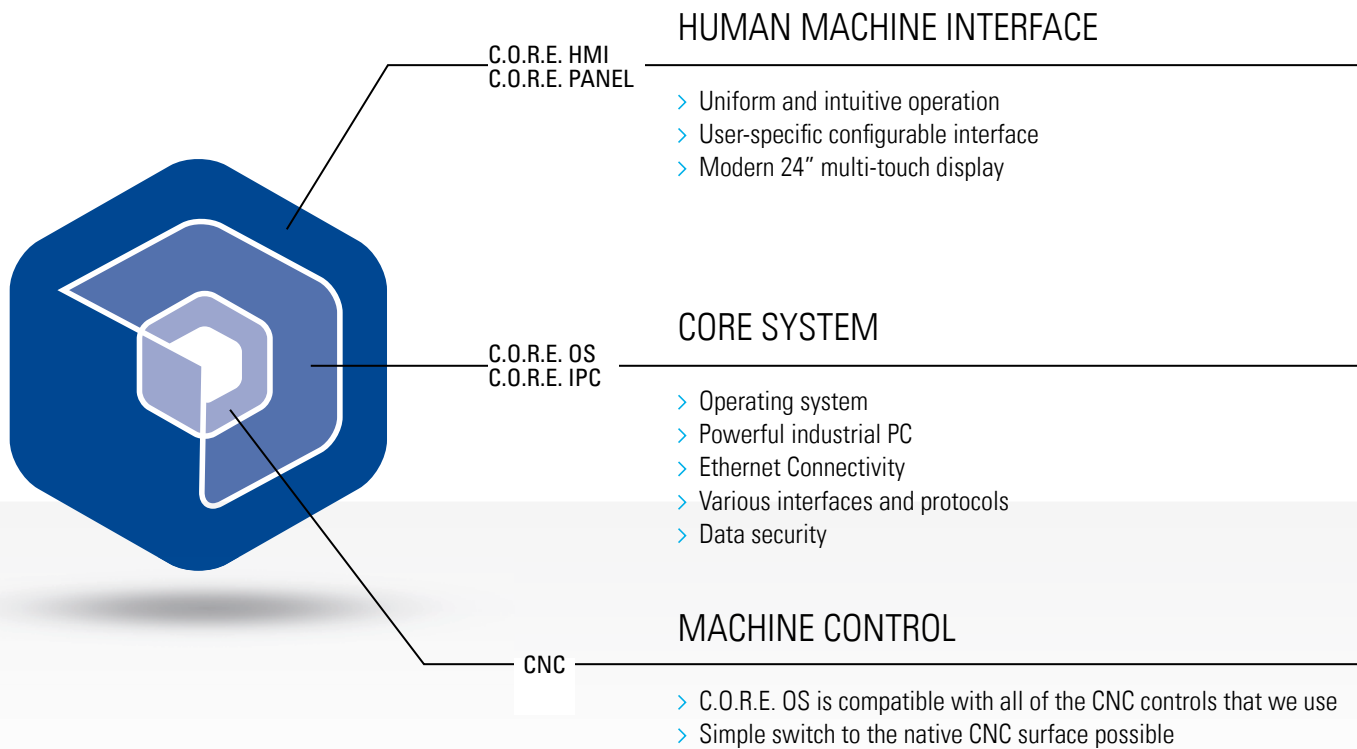 HUMAN MACHINE INTERFACE
C.O.R.E. HMI
C.O.R.E. PANEL
> Uniform and intuitive operation
> User-specific configurable interface
> Modern 24” multi-touch display
CORE SYSTEM
C.O.R.E. OS
C.O.R.E. IPC
> Operating system
> Powerful industrial PC
> Ethernet Connectivity
> Various interfaces and protocols
> Data security
MACHINE CONTROL
CNC
> C.O.R.E. OS is compatible with all of the CNC controls that we use
> Simple switch to the native CNC surface possible